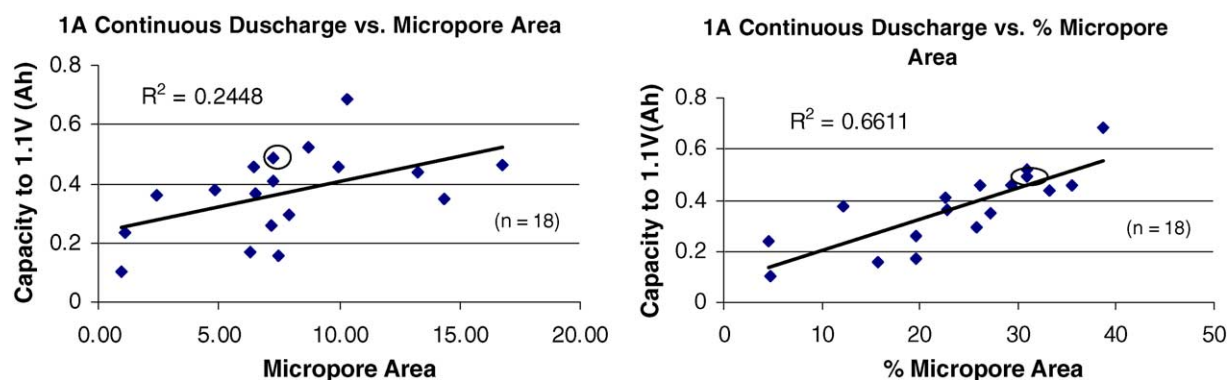 1A Continuous Duscharge vs. Micropore Area
Capacity to 1.1V (Ah)
0.8
0.6
0.4
0.2
0
R² = 0.2448
(n = 18)
0.00 5.00 10.00 15.00 20.00
Micropore Area
1A Continuous Duscharge vs. % Micropore
Area
Capacity to 1.1V(Ah)
0.8
0.6
0.4
0.2
0
R² = 0.6611
(n = 18)
0 10 20 30 40 50
% Micropore Area